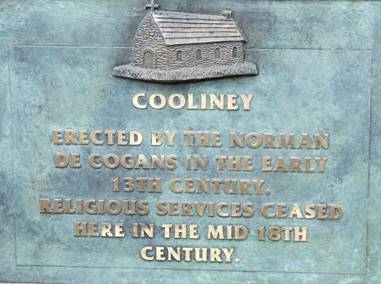 COOLINEY
ERECTED BY THE NORMAN
DE COGANS IN THE EARLY
13TH CENTURY.
RELIGIOUS SERVICES CEASED
HERE IN THE MID 18TH
CENTURY.